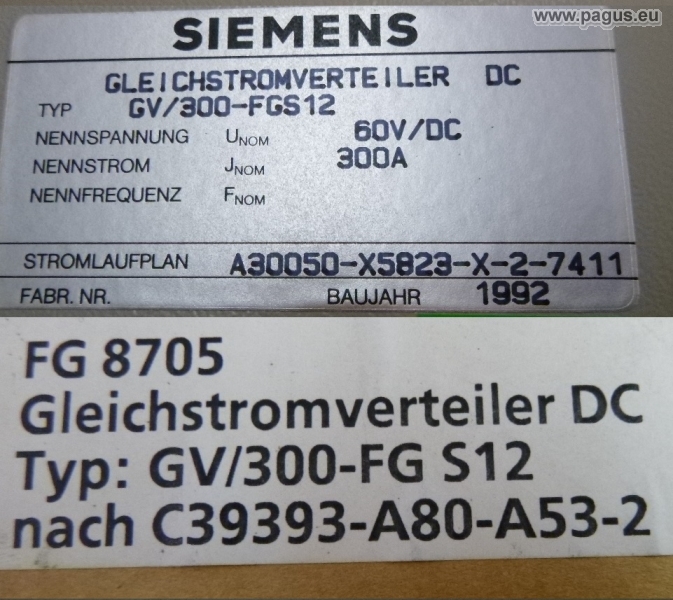 www.pagus.eu
SIEMENS
GLEICHSTROMVERTEILER DC
TYP GV/300-FGS12
NENNSPANNUNG UNOM 60V/DC
NENNSTROM JNOM 300A
NENNFREQUENZ FNOM
STROMLAUFPLAN A30050-X5823-X-2-7411
FABR. NR. BAUJAHR 1992
FG 8705
Gleichstromverteiler DC
Typ: GV/300-FG S12
nach C39393-A80-A53-2